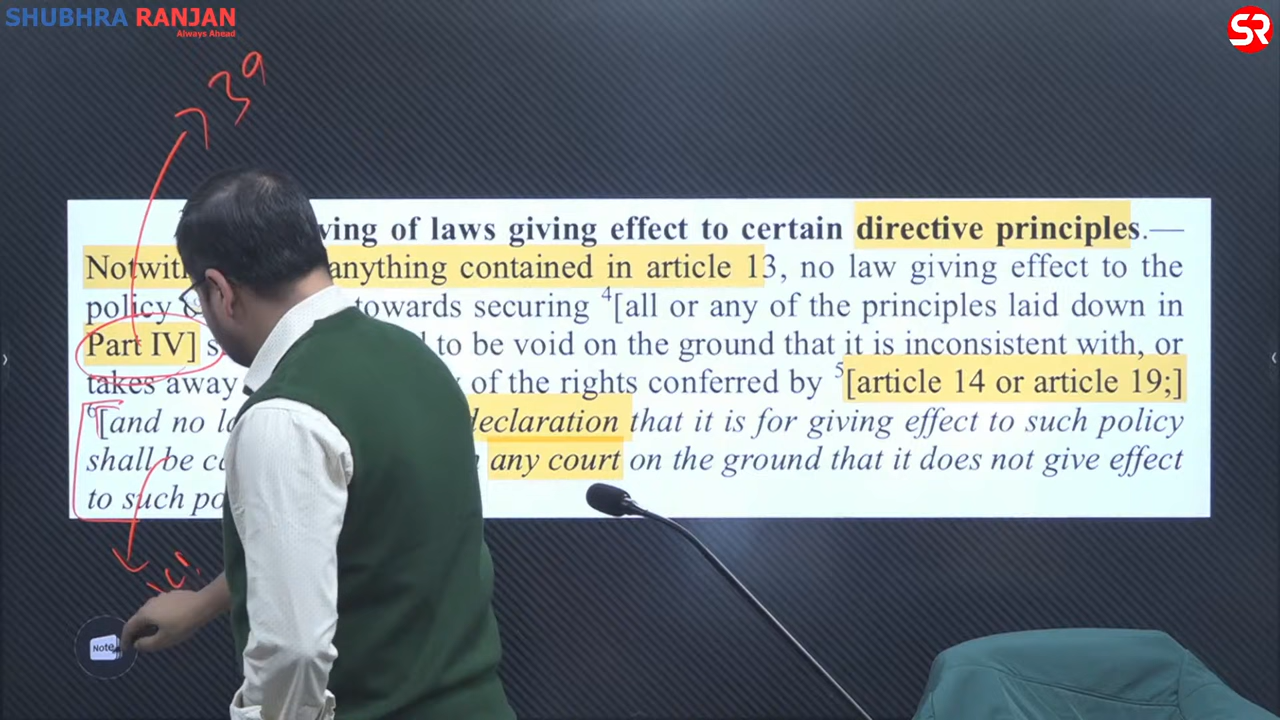 SHUBHRA RANJAN
Always Ahead
SR
39
ving of laws giving effect to certain directive principles.—
Notwit anything contained in article 13, no law giving effect to the
policy towards securing 4[all or any of the principles laid down in
Part IV] s to be void on the ground that it is inconsistent with, or
takes away of the rights conferred by 5[article 14 or article 19;]
6[and no la declaration that it is for giving effect to such policy
shall be ca any court on the ground that it does not give effect
to such po
Note